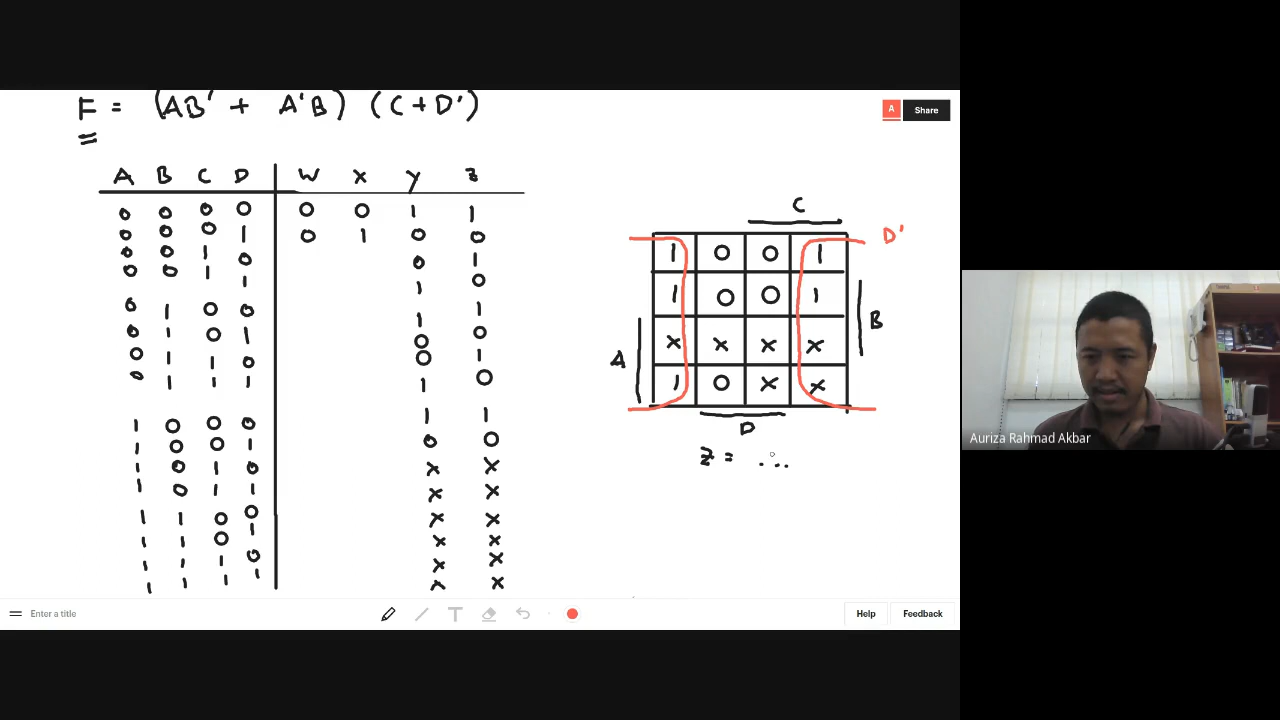 F = (AB' + A'B) (C + D')
A Share
A B C D W X Y Z
0 0 0 0 0 0 1 1
0 0 0 1 0 1 0 0
0 0 1 0 0 1
0 0 1 1 1 0
0 1 0 0 1 1
0 1 0 1 0 0
0 1 1 0 0 1
0 1 1 1 1 0
1 0 0 0 1 1
1 0 0 1 0 0
1 0 1 0 x x
1 0 1 1 x x
1 1 0 0 x x
1 1 0 1 x x
1 1 1 0 x x
1 1 1 1 x x
C
D'
1 0 0 1
1 0 0 1
B
x x x x
A
1 0 x x
D
Z = ...
Auriza Rahmad Akbar
Enter a title
T
Help Feedback